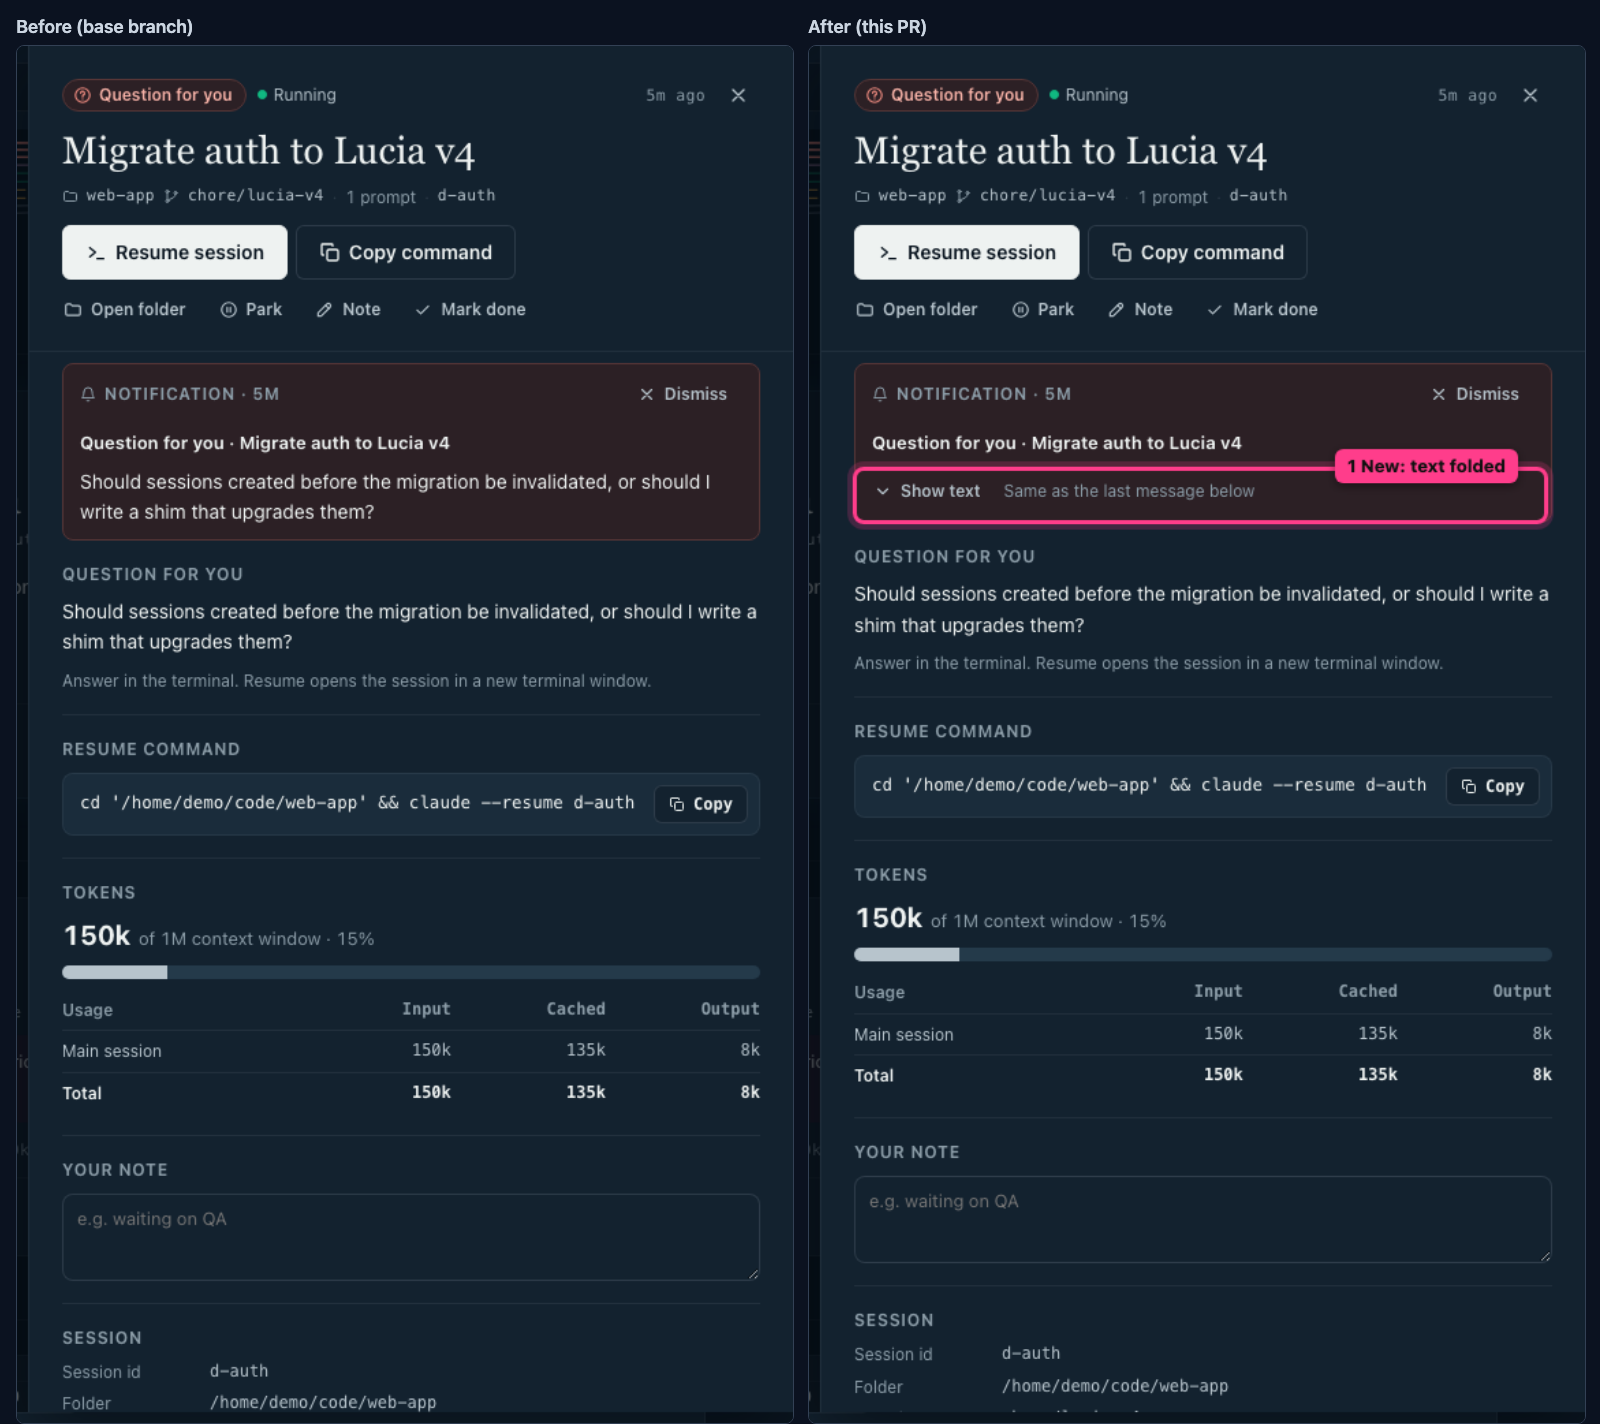 Before (base branch)
Question for you
Running
5m ago
Migrate auth to Lucia v4
web-app chore/lucia-v4 · 1 prompt · d-auth
Resume session
Copy command
Open folder
Park
Note
Mark done
NOTIFICATION · 5M
Dismiss
Question for you · Migrate auth to Lucia v4
Should sessions created before the migration be invalidated, or should I
write a shim that upgrades them?
QUESTION FOR YOU
Should sessions created before the migration be invalidated, or should I write a
shim that upgrades them?
Answer in the terminal. Resume opens the session in a new terminal window.
RESUME COMMAND
cd '/home/demo/code/web-app' && claude --resume d-auth
Copy
TOKENS
150k of 1M context window · 15%
Usage Input Cached Output
Main session 150k 135k 8k
Total 150k 135k 8k
YOUR NOTE
e.g. waiting on QA
SESSION
Session id d-auth
Folder /home/demo/code/web-app
After (this PR)
Question for you
Running
5m ago
Migrate auth to Lucia v4
web-app chore/lucia-v4 · 1 prompt · d-auth
Resume session
Copy command
Open folder
Park
Note
Mark done
NOTIFICATION · 5M
Dismiss
Question for you · Migrate auth to Lucia v4
1 New: text folded
Show text Same as the last message below
QUESTION FOR YOU
Should sessions created before the migration be invalidated, or should I write a
shim that upgrades them?
Answer in the terminal. Resume opens the session in a new terminal window.
RESUME COMMAND
cd '/home/demo/code/web-app' && claude --resume d-auth
Copy
TOKENS
150k of 1M context window · 15%
Usage Input Cached Output
Main session 150k 135k 8k
Total 150k 135k 8k
YOUR NOTE
e.g. waiting on QA
SESSION
Session id d-auth
Folder /home/demo/code/web-app